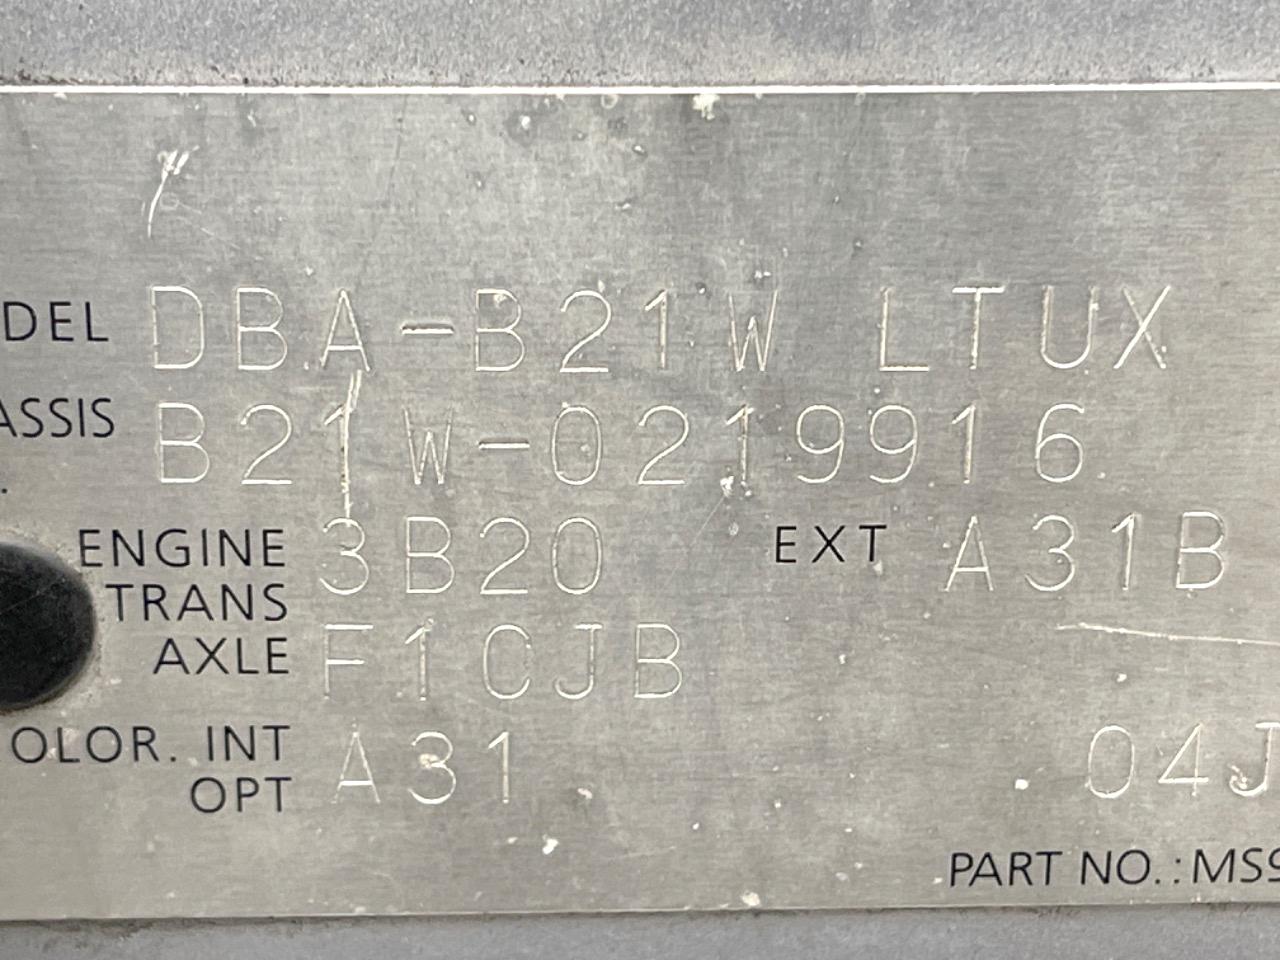 DEL DBA-B21W LTUX
ASSIS B21W-0219916
.
ENGINE 3B20 EXT A31B
TRANS
AXLE F1CJB
OLOR. INT A31 04J
OPT
PART NO.:MS9